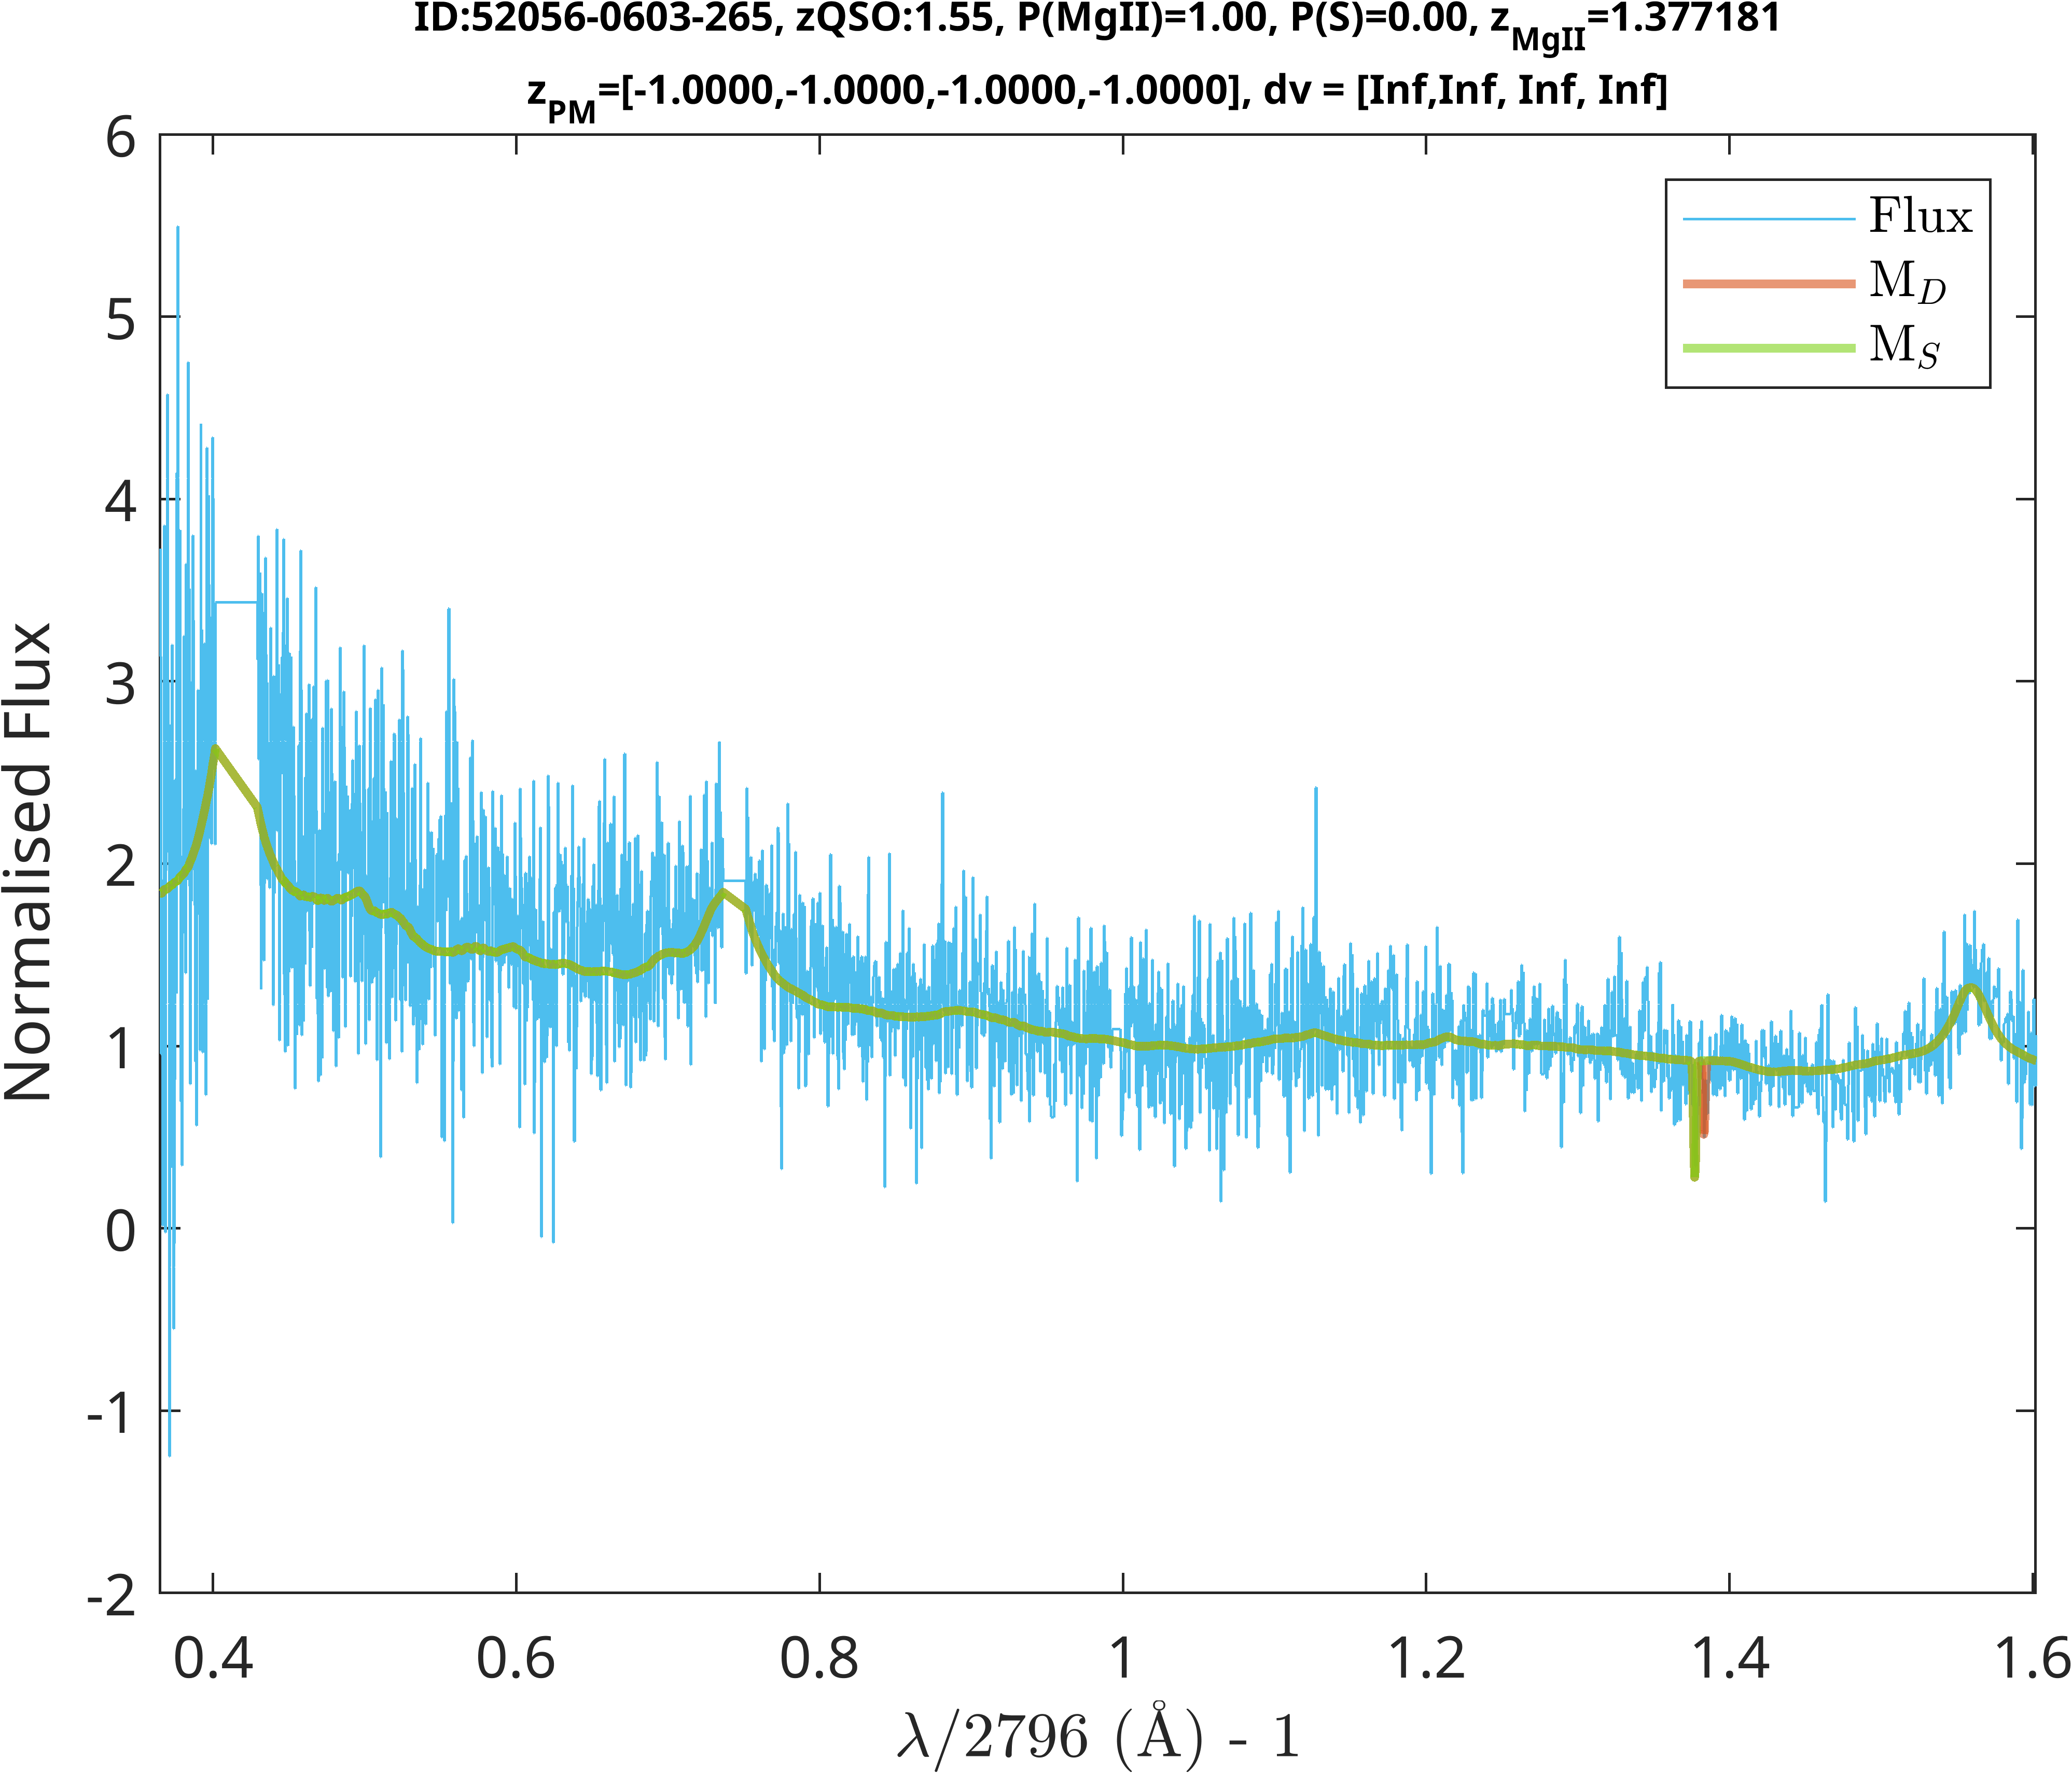 ID:52056-0603-265, zQSO:1.55, P(MgII)=1.00, P(S)=0.00, zMgII=1.377181
zPM=[-1.0000,-1.0000,-1.0000,-1.0000], dv = [Inf,Inf, Inf, Inf]
6
5
4
3
2
1
0
-1
-2
Normalised Flux
Flux
MD
MS
0.4 0.6 0.8 1 1.2 1.4 1.6
λ/2796 (Å) - 1